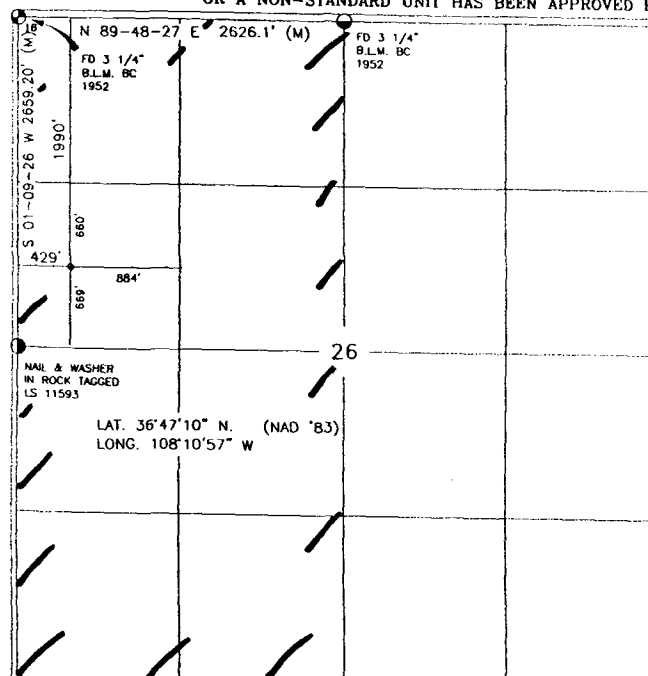 OR A NON-STANDARD UNIT HAS BEEN APPROVED
16
N 89-48-27 E 2626.1' (M)
FD 3 1/4"
B.L.M. BC
1952
FD 3 1/4"
B.L.M. BC
1952
S 01-09-26 W 2659.20' (M)
1990'
660'
429'
884'
669'
26
NAIL & WASHER
IN ROCK TAGGED
LS 11593
LAT. 36°47'10" N. (NAD '83)
LONG. 108°10'57" W